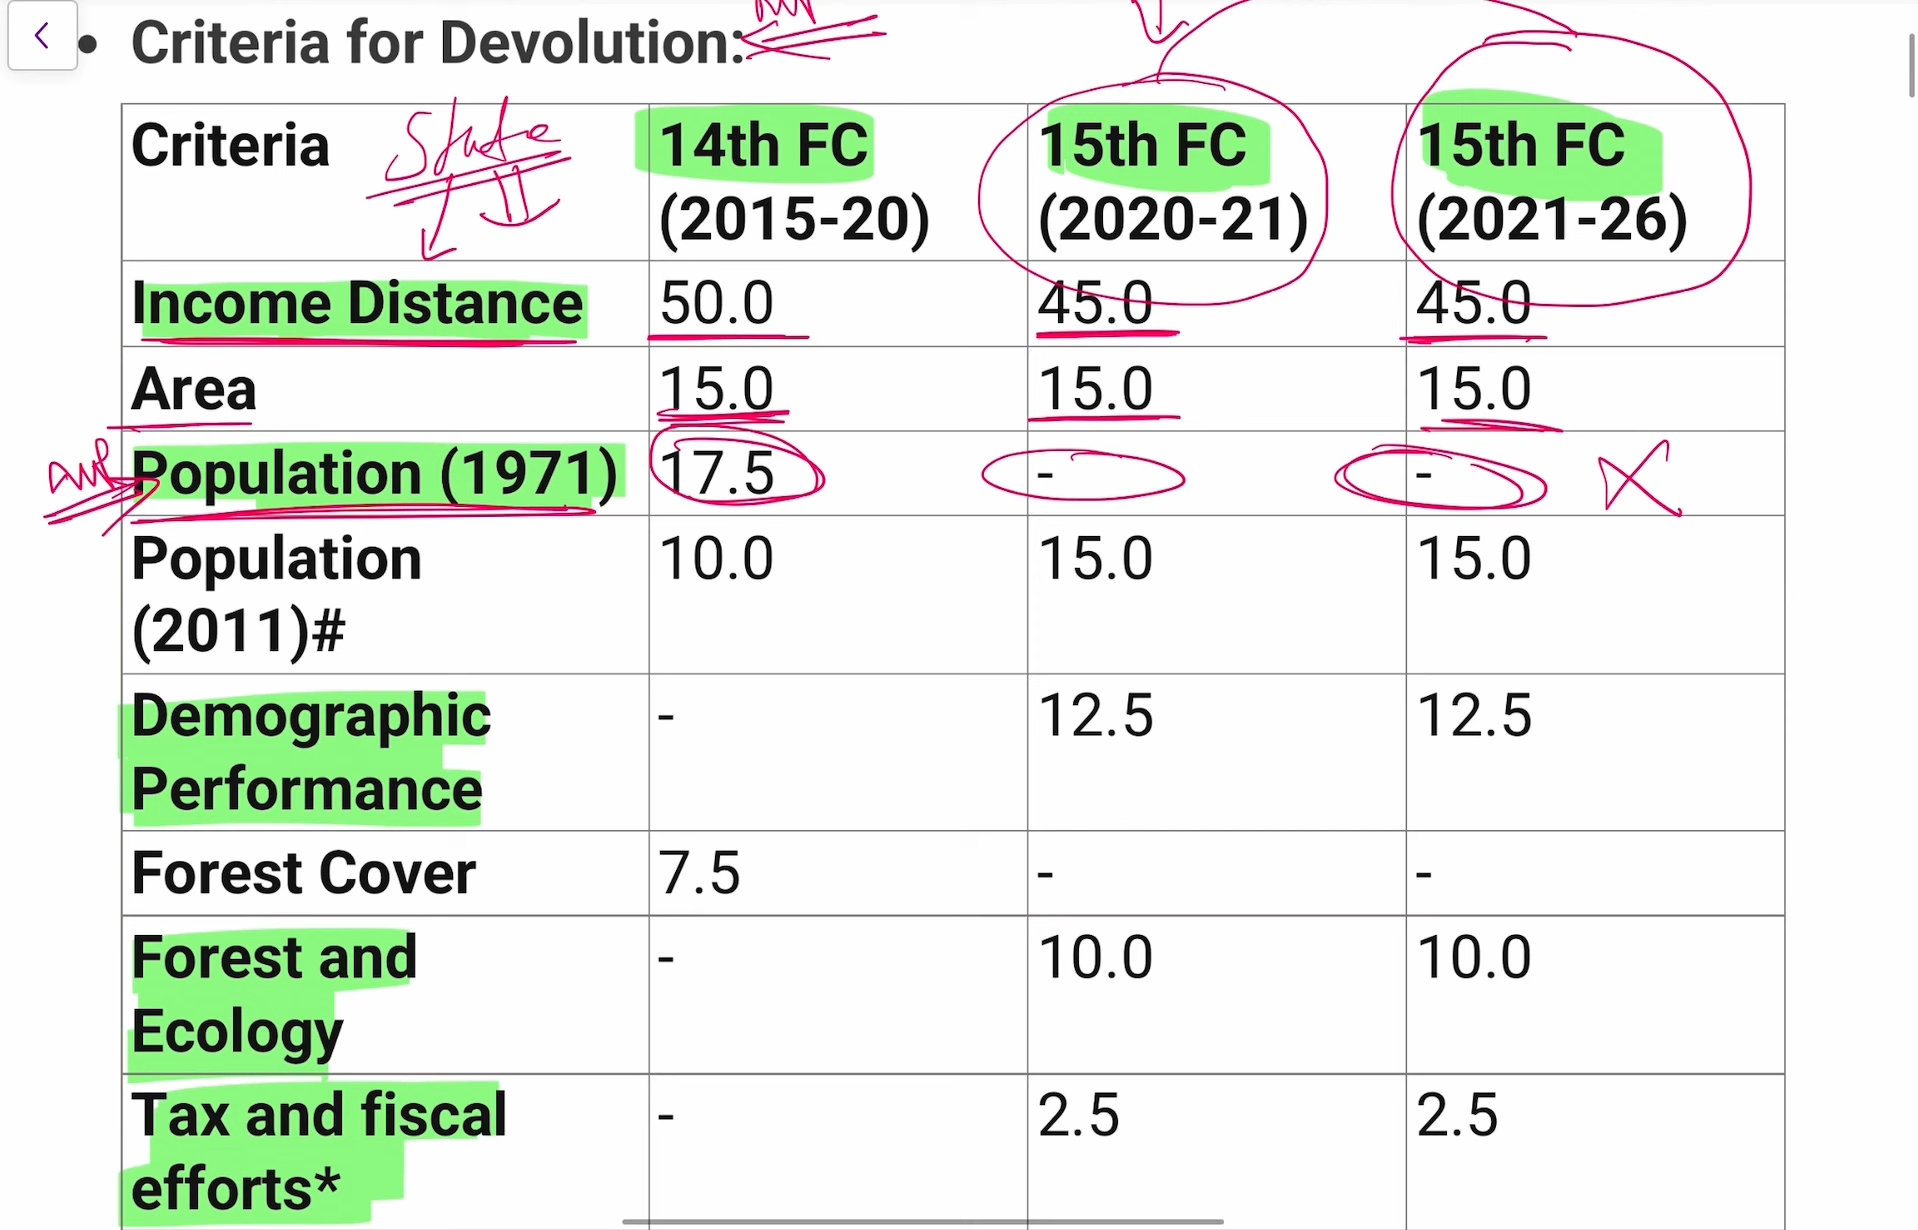 • Criteria for Devolution:
Criteria State 14th FC 15th FC 15th FC
(2015-20) (2020-21) (2021-26)
Income Distance 50.0 45.0 45.0
Area 15.0 15.0 15.0
Population (1971) 17.5 - -
Population 10.0 15.0 15.0
(2011)#
Demographic - 12.5 12.5
Performance
Forest Cover 7.5 - -
Forest and - 10.0 10.0
Ecology
Tax and fiscal - 2.5 2.5
efforts*